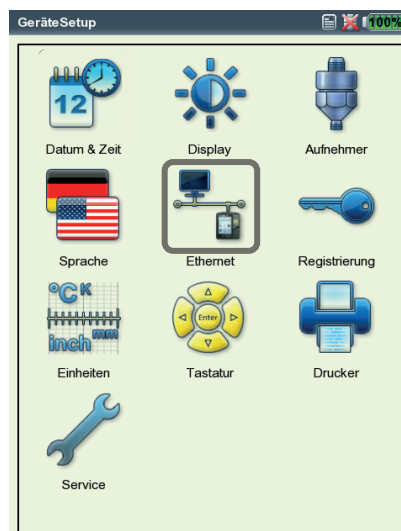 GeräteSetup 100%
12
Datum & Zeit Display Aufnehmer
Sprache Ethernet Registrierung
°C K
mm
inch
Enter
Einheiten Tastatur Drucker
Service